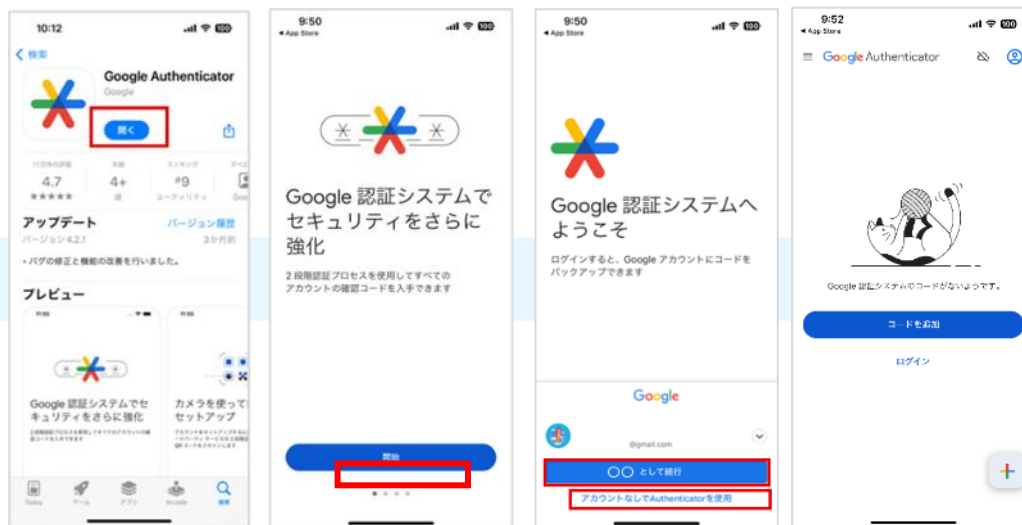 10:12
検索
Google Authenticator
Google
開く
4.7
4+
#9
アップデート
バージョン履歴
バージョン4.2.1
3か月前
・バグの修正と機能の改善を行いました。
プレビュー
Google 認証システムでセ
キュリティをさらに強化
カメラを使って
セットアップ
Today
ゲーム
アプリ
Arcade
検索
9:50
App Store
100
Google 認証システムで
セキュリティをさらに
強化
2 段階認証プロセスを使用してすべての
アカウントの確認コードを入手できます
開始
9:50
App Store
100
Google 認証システムへ
ようこそ
ログインすると、Google アカウントにコードを
バックアップできます
Google
@gmail.com
〇〇 として続行
アカウントなしでAuthenticatorを使用
9:52
App Store
100
Google Authenticator
Google 認証システムのコードがないようです。
コードを追加
ログイン